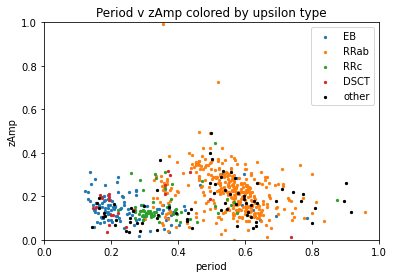 Period v zAmp colored by upsilon type
1.0
0.8
0.6
0.4
0.2
0.0
zAmp
EB
RRab
RRc
DSCT
other
0.0 0.2 0.4 0.6 0.8 1.0
period